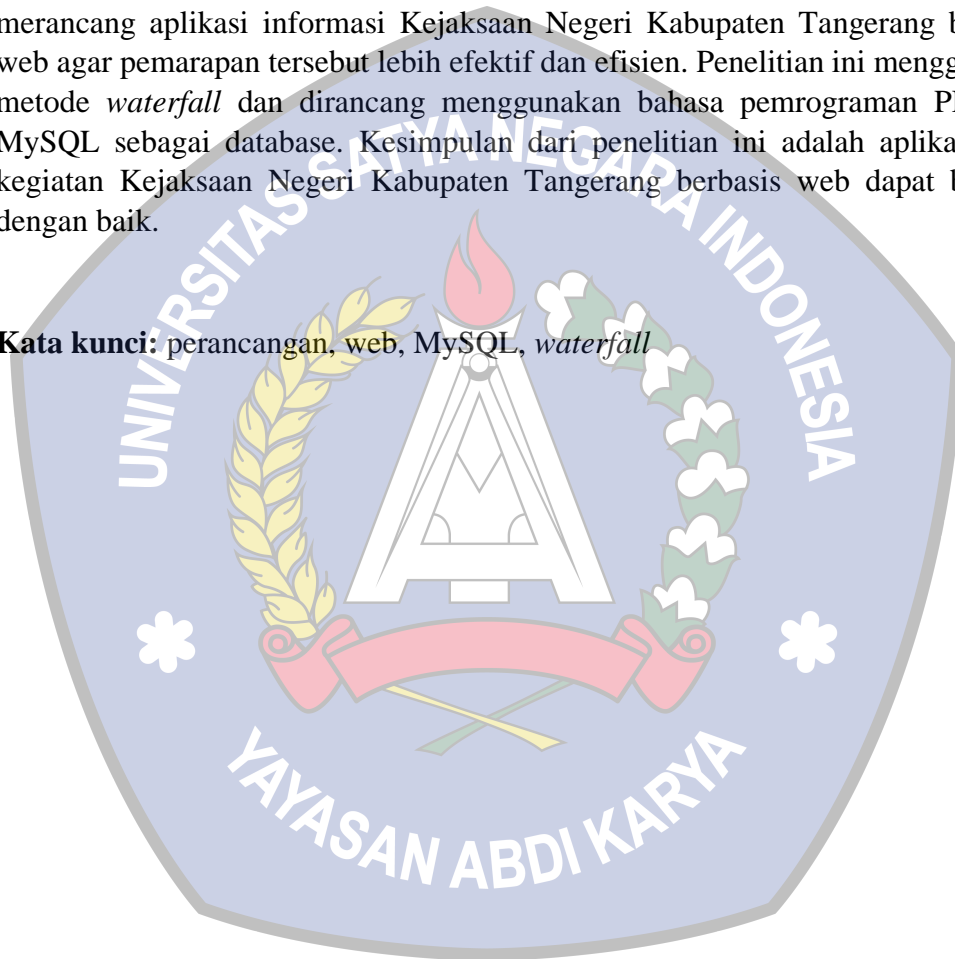 merancang aplikasi informasi Kejaksaan Negeri Kabupaten Tangerang
web agar pemarapan tersebut lebih efektif dan efisien. Penelitian ini
metode waterfall dan dirancang menggunakan bahasa pemrograman
MySQL sebagai database. Kesimpulan dari penelitian ini adalah
kegiatan Kejaksaan Negeri Kabupaten Tangerang berbasis web dapat
dengan baik.
Kata kunci: perancangan, web, MySQL, waterfall
UNIVERSITAS SATYA NEGARA INDONESIA
YAYASAN ABDI KARYA